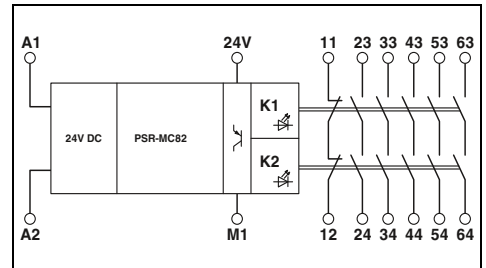 A1 24V 11 23 33 43 53 63
K1
24V DC PSR-MC82
K2
A2 M1 12 24 34 44 54 64